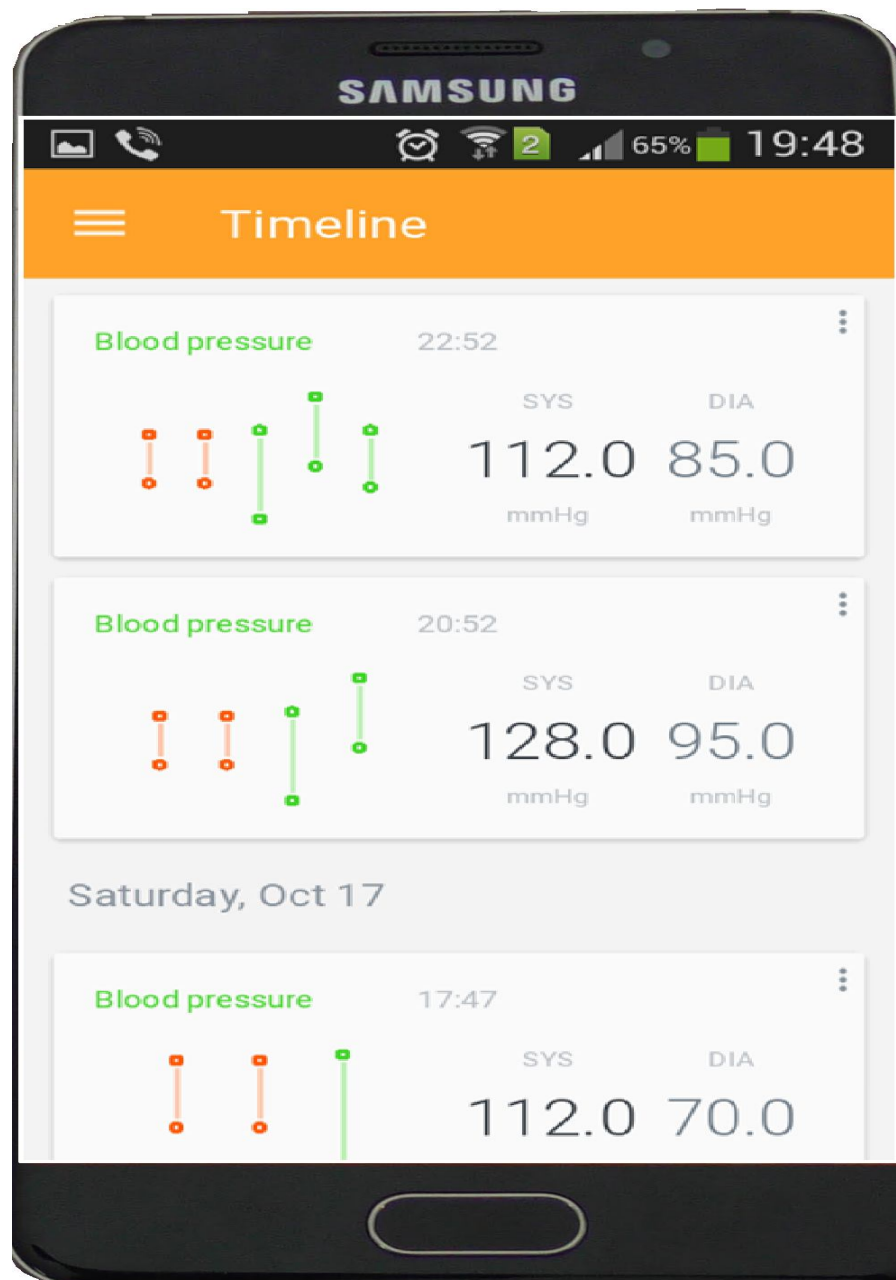 SAMSUNG
2 65% 19:48
Timeline
Blood pressure 22:52
SYS DIA
112.0 85.0
mmHg mmHg
Blood pressure 20:52
SYS DIA
128.0 95.0
mmHg mmHg
Saturday, Oct 17
Blood pressure 17:47
SYS DIA
112.0 70.0